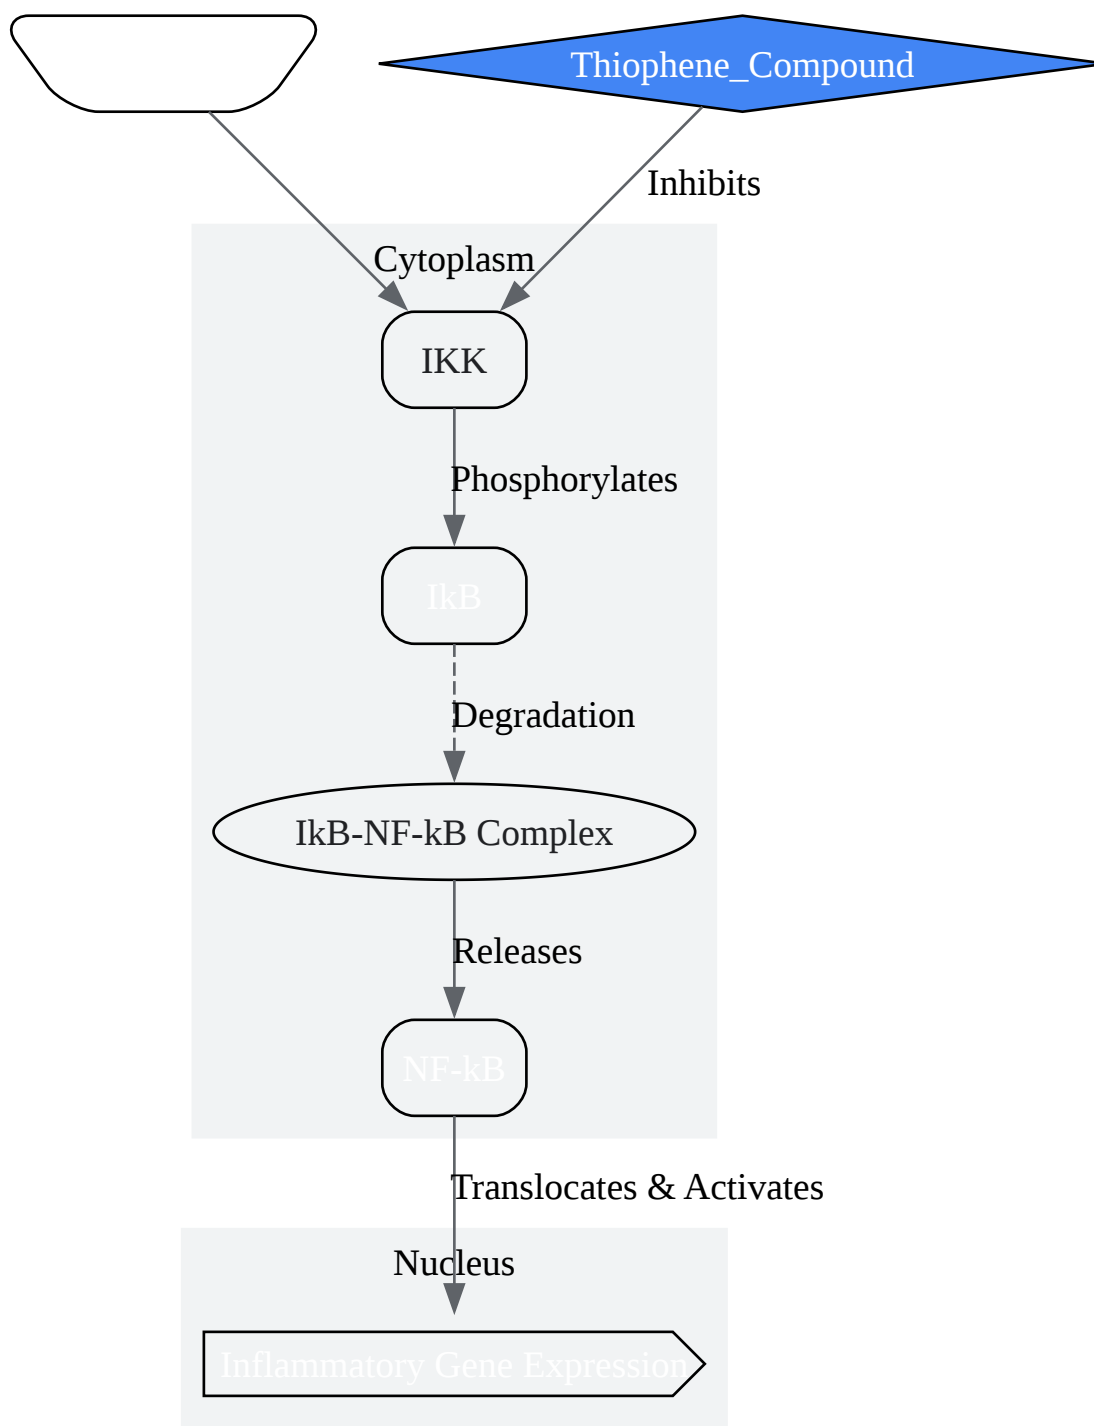 Thiophene_Compound
Inhibits
Cytoplasm
IKK
Phosphorylates
IkB
Degradation
IkB-NF-kB Complex
Releases
NF-kB
Translocates & Activates
Nucleus
Inflammatory Gene Expression